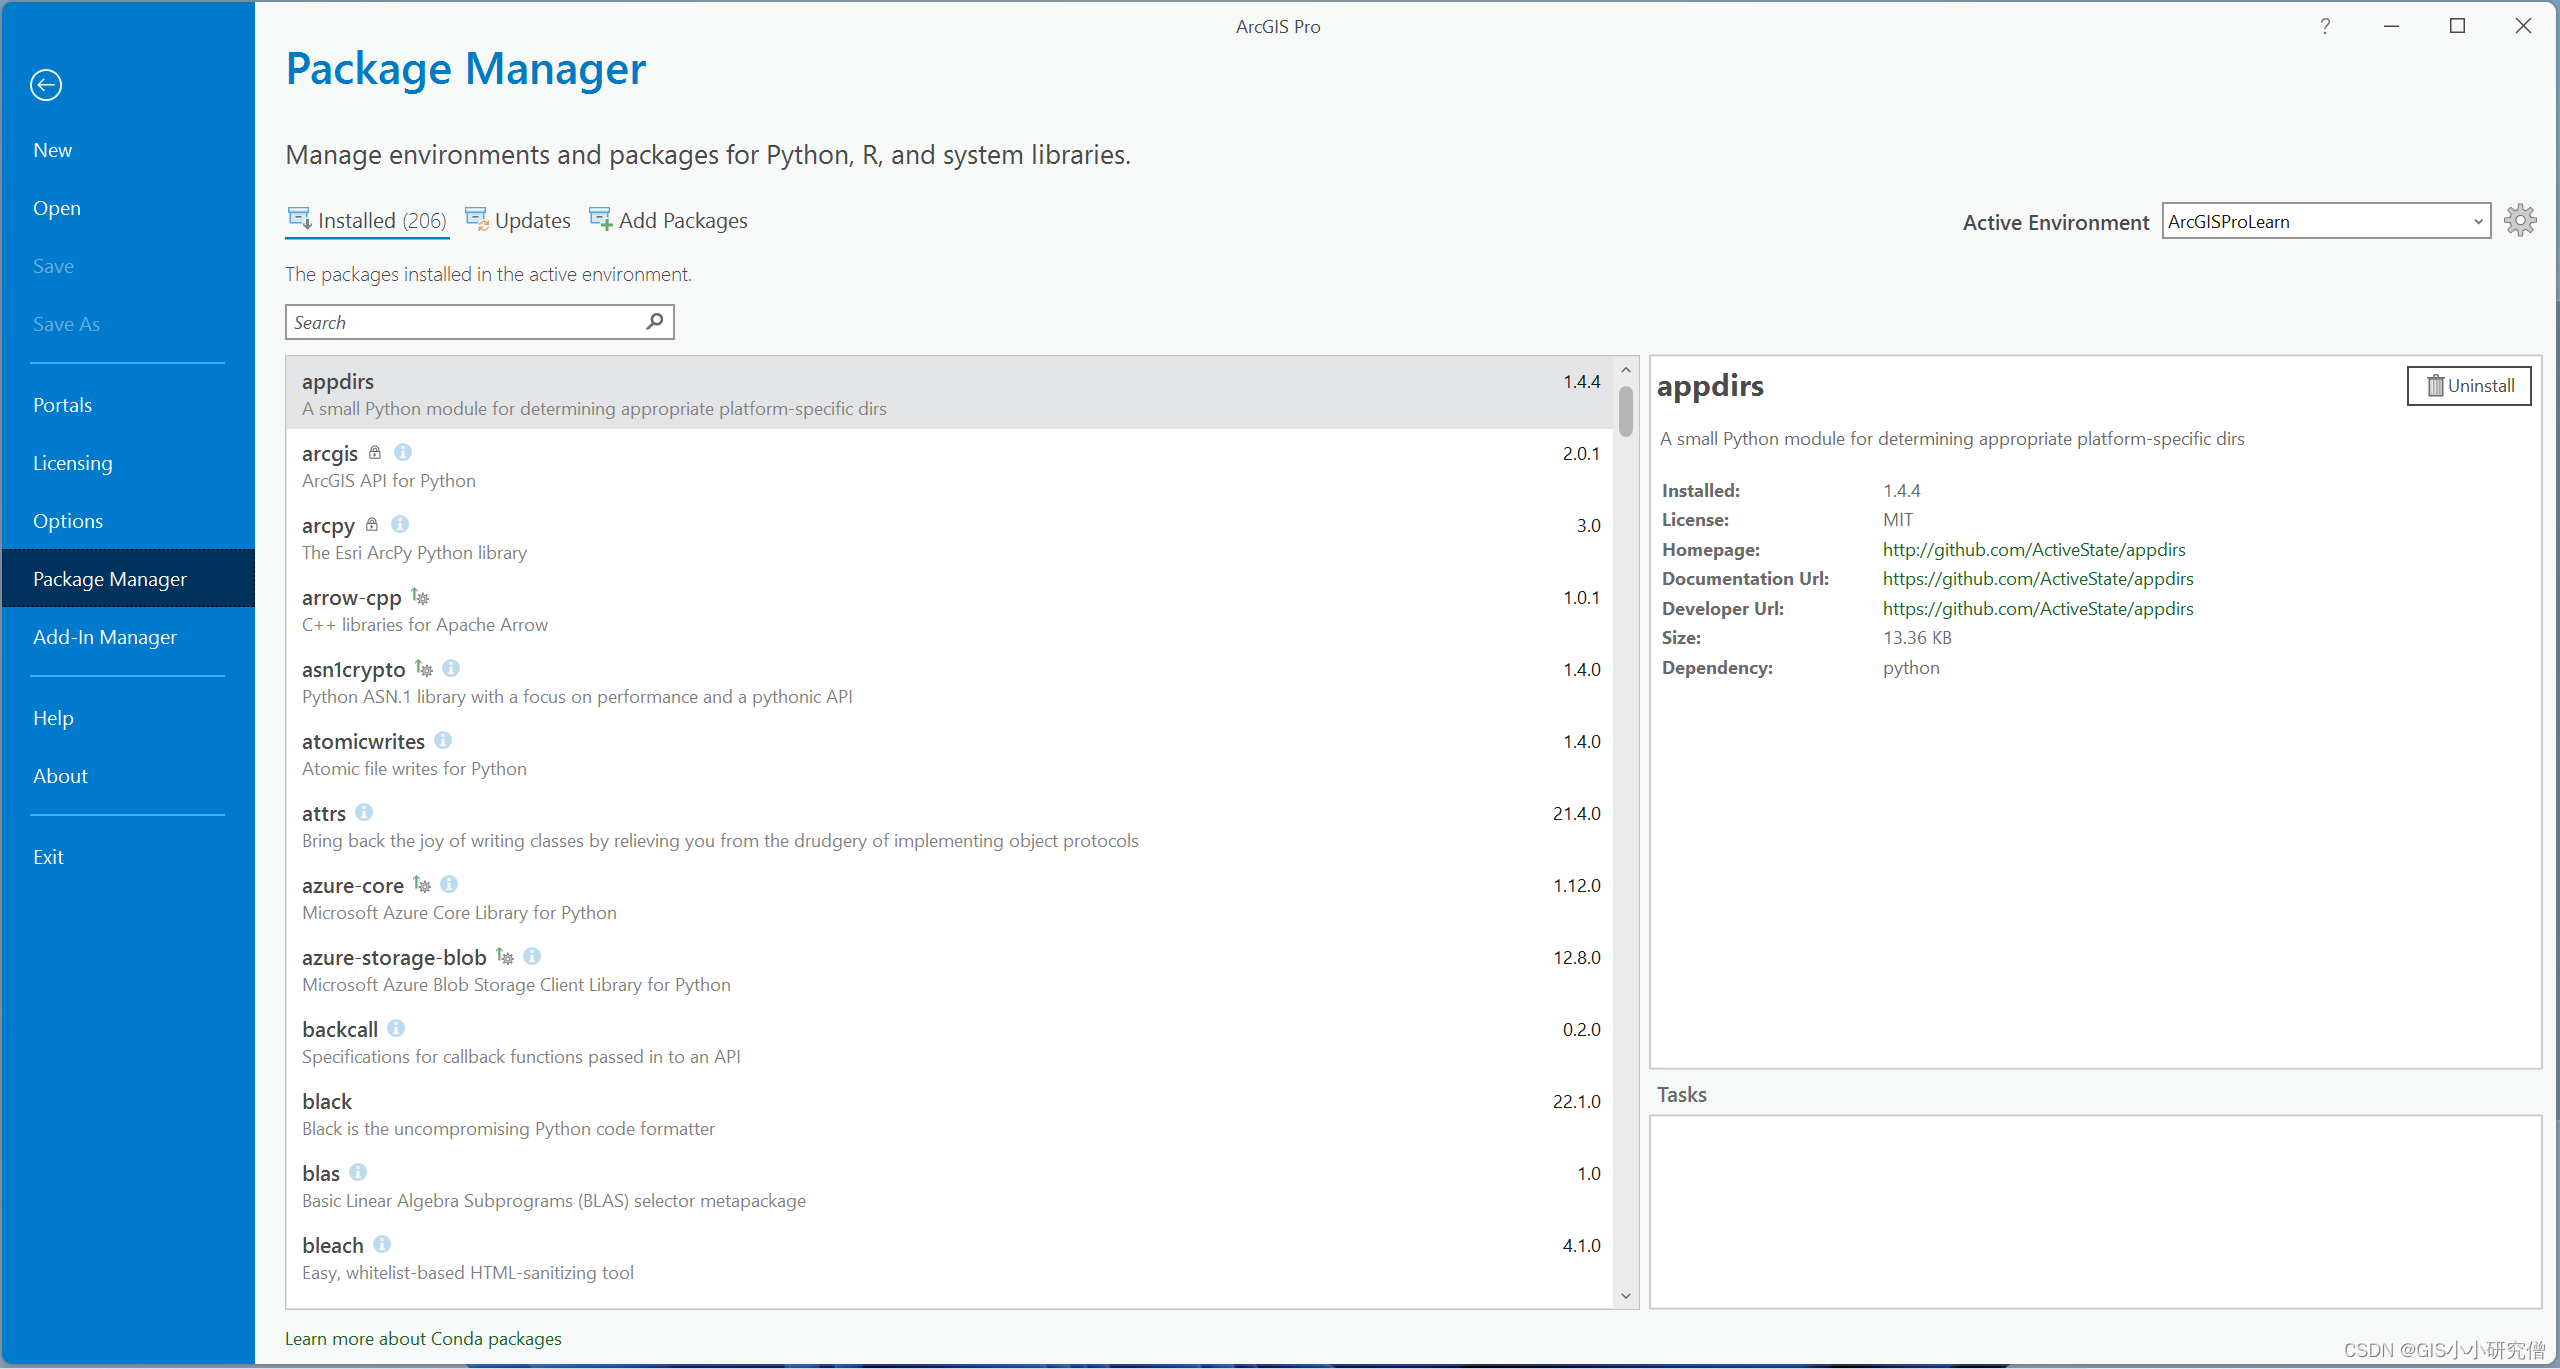 ArcGIS Pro
?
Package Manager
Manage environments and packages for Python, R, and system libraries.
New
Open
Save
Save As
Portals
Licensing
Options
Package Manager
Add-In Manager
Help
About
Exit
Installed (206) Updates Add Packages
Active Environment ArcGISProLearn
The packages installed in the active environment.
Search
appdirs 1.4.4
A small Python module for determining appropriate platform-specific dirs
arcgis 2.0.1
ArcGIS API for Python
arcpy 3.0
The Esri ArcPy Python library
arrow-cpp 1.0.1
C++ libraries for Apache Arrow
asn1crypto 1.4.0
Python ASN.1 library with a focus on performance and a pythonic API
atomicwrites 1.4.0
Atomic file writes for Python
attrs 21.4.0
Bring back the joy of writing classes by relieving you from the drudgery of implementing object protocols
azure-core 1.12.0
Microsoft Azure Core Library for Python
azure-storage-blob 12.8.0
Microsoft Azure Blob Storage Client Library for Python
backcall 0.2.0
Specifications for callback functions passed in to an API
black 22.1.0
Black is the uncompromising Python code formatter
blas 1.0
Basic Linear Algebra Subprograms (BLAS) selector metapackage
bleach 4.1.0
Easy, whitelist-based HTML-sanitizing tool
Learn more about Conda packages
appdirs
Uninstall
A small Python module for determining appropriate platform-specific dirs
Installed: 1.4.4
License: MIT
Homepage: http://github.com/ActiveState/appdirs
Documentation Url: https://github.com/ActiveState/appdirs
Developer Url: https://github.com/ActiveState/appdirs
Size: 13.36 KB
Dependency: python
Tasks
CSDN @GIS小小研究僧